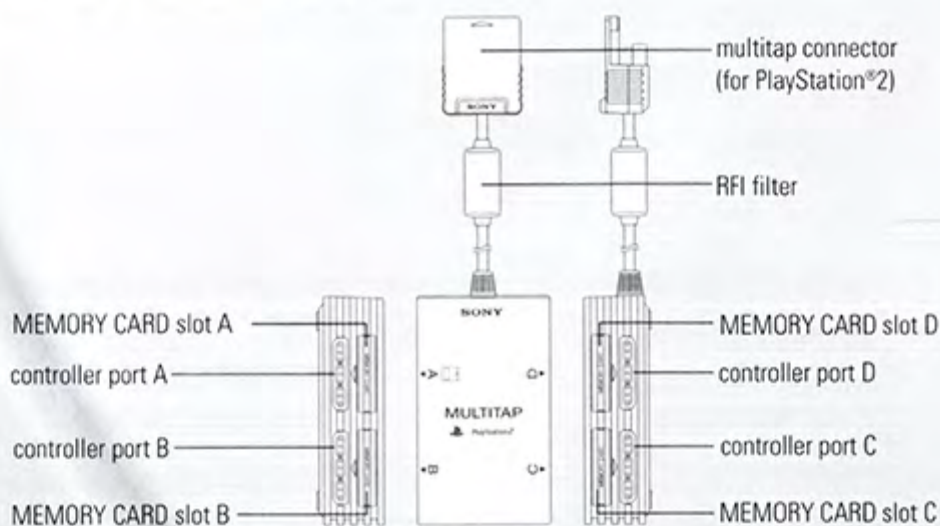 SONY
multitap connector
(for PlayStation®2)
RFI filter
SONY
MEMORY CARD slot A
MEMORY CARD slot D
controller port A
A
D
controller port D
MULTITAP
PlayStation2
controller port B
controller port C
B
C
MEMORY CARD slot B
MEMORY CARD slot C